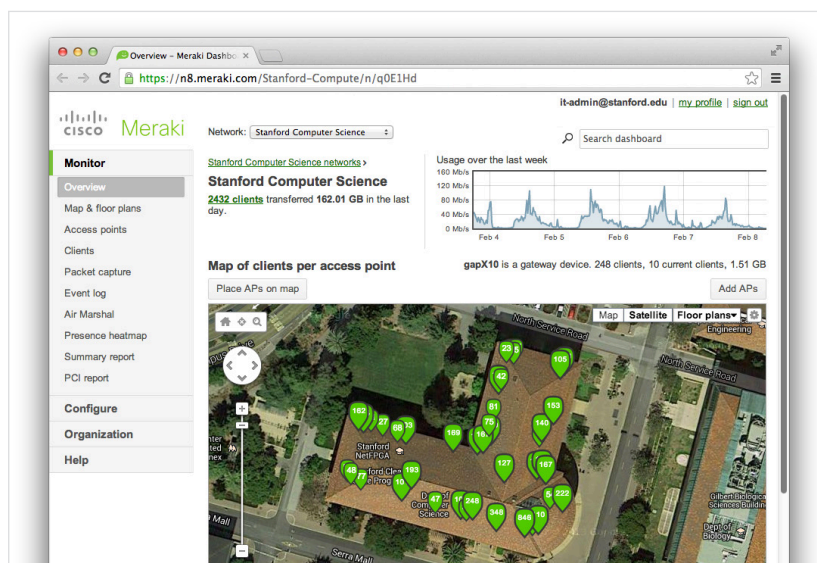 Overview – Meraki Dashbo
https://n8.meraki.com/Stanford-Compute/n/q0E1Hd
it-admin@stanford.edu | my profile | sign out
CISCO Meraki
Network: Stanford Computer Science
Search dashboard
Monitor
Overview
Map & floor plans
Access points
Clients
Packet capture
Event log
Air Marshal
Presence heatmap
Summary report
PCI report
Configure
Organization
Help
Stanford Computer Science networks ›
Stanford Computer Science
2432 clients transferred 162.01 GB in the last
day.
Usage over the last week
160 Mb/s
120 Mb/s
80 Mb/s
40 Mb/s
0 Mb/s
Feb 4 Feb 5 Feb 6 Feb 7 Feb 8
Map of clients per access point
gapX10 is a gateway device. 248 clients, 10 current clients, 1.51 GB
Place APs on map
Add APs
Map Satellite Floor plans
North Service Road
Engineering
North Service Road
23
105
42
81
153
162
27
68
03
75
140
169
Stanford
NetFPGA
127
167
48
77
193
10
47
248
222
348
646
10
Computer
Science
Gilbert Biological
Sciences Building
Dept of
Biology
Serra Mall